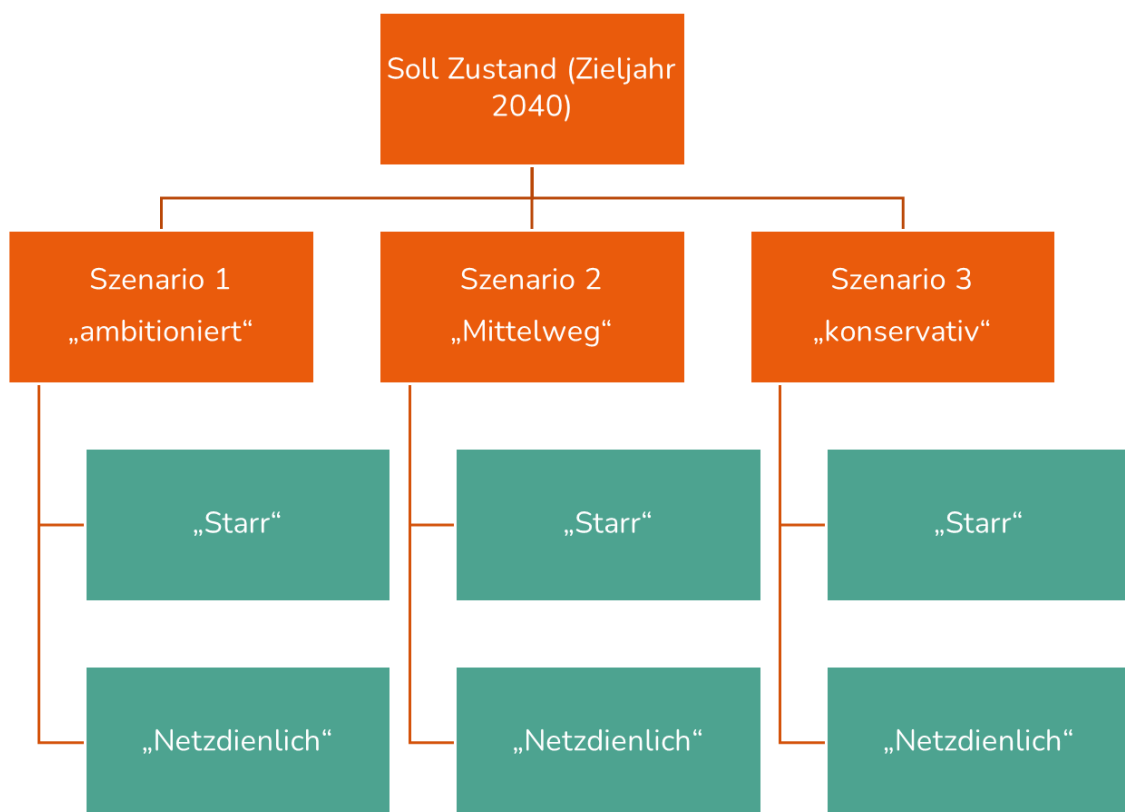 Soll Zustand (Zieljahr
2040)
Szenario 1
„ambitioniert“
Szenario 2
„Mittelweg“
Szenario 3
„konservativ“
„Starr“
„Starr“
„Starr“
„Netzdienlich“
„Netzdienlich“
„Netzdienlich“